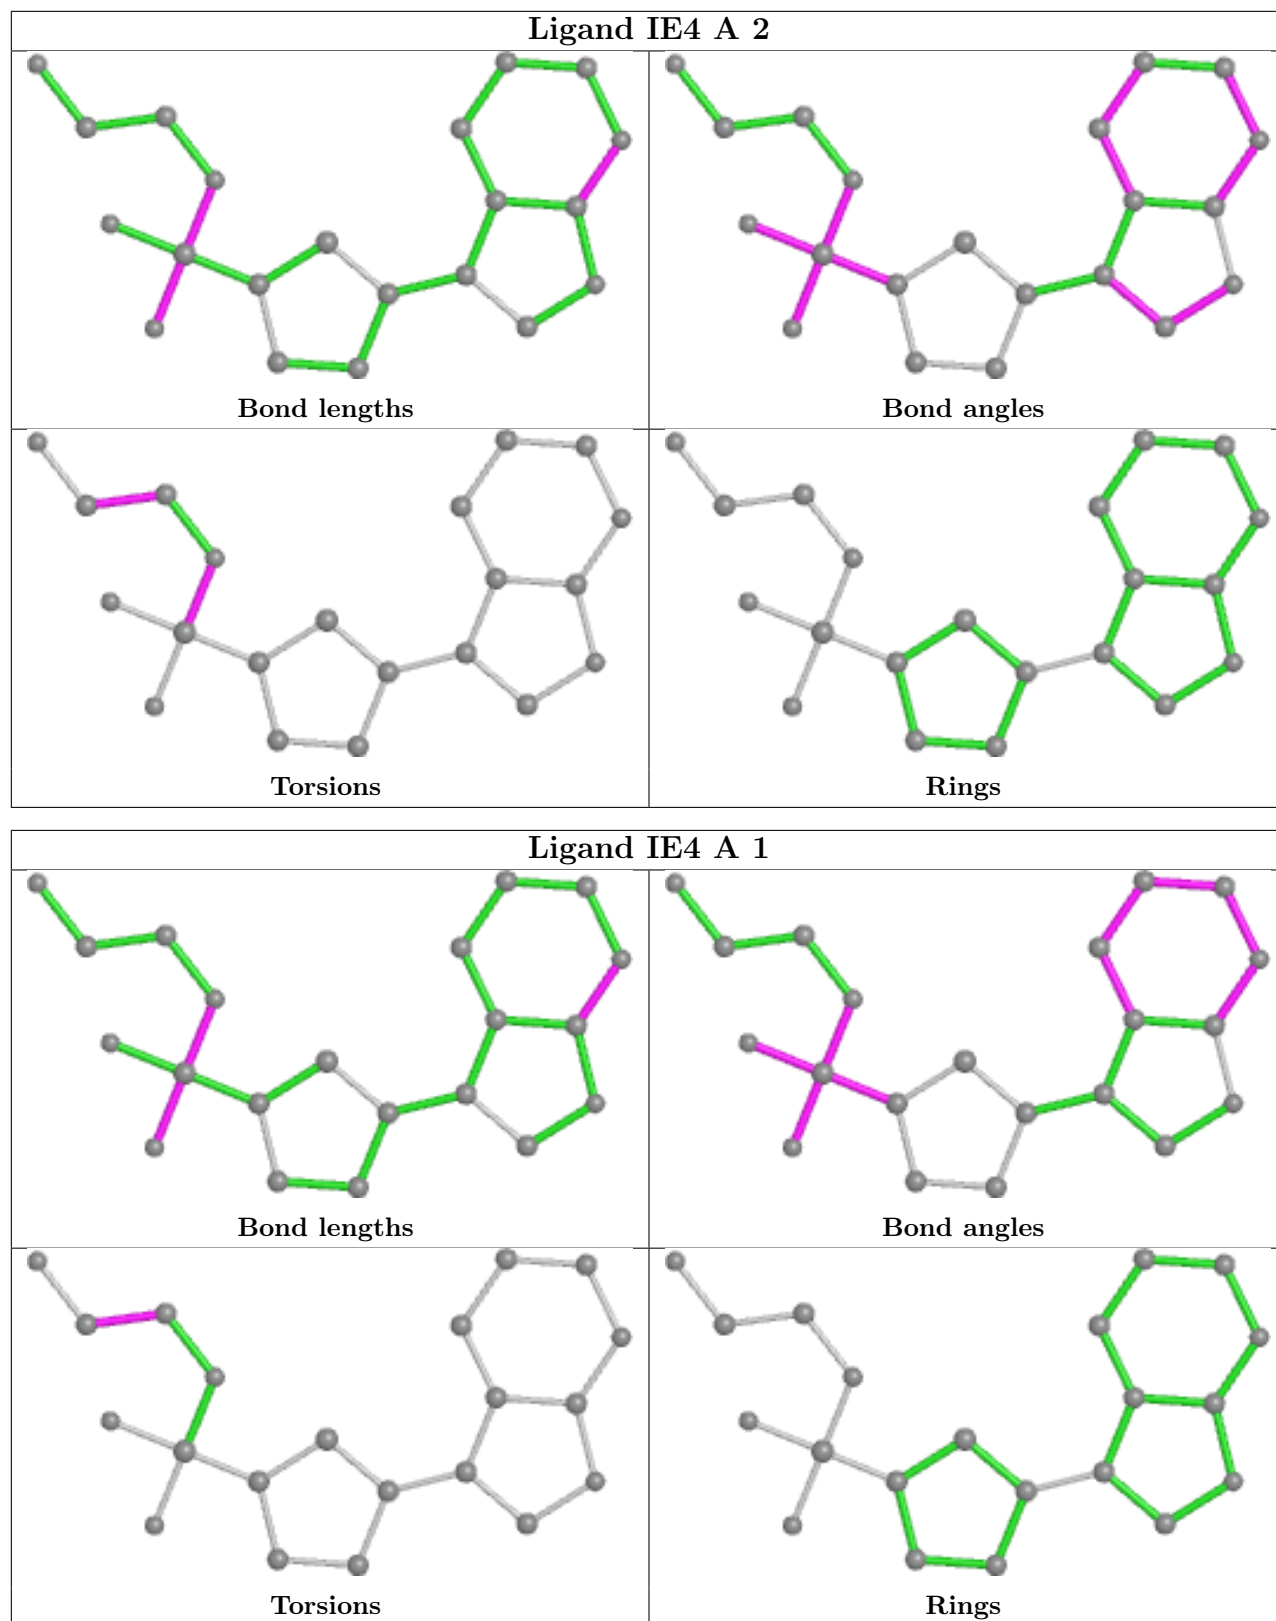 Ligand IE4 A 2
Bond lengths
Bond angles
Torsions
Rings
Ligand IE4 A 1
Bond lengths
Bond angles
Torsions
Rings